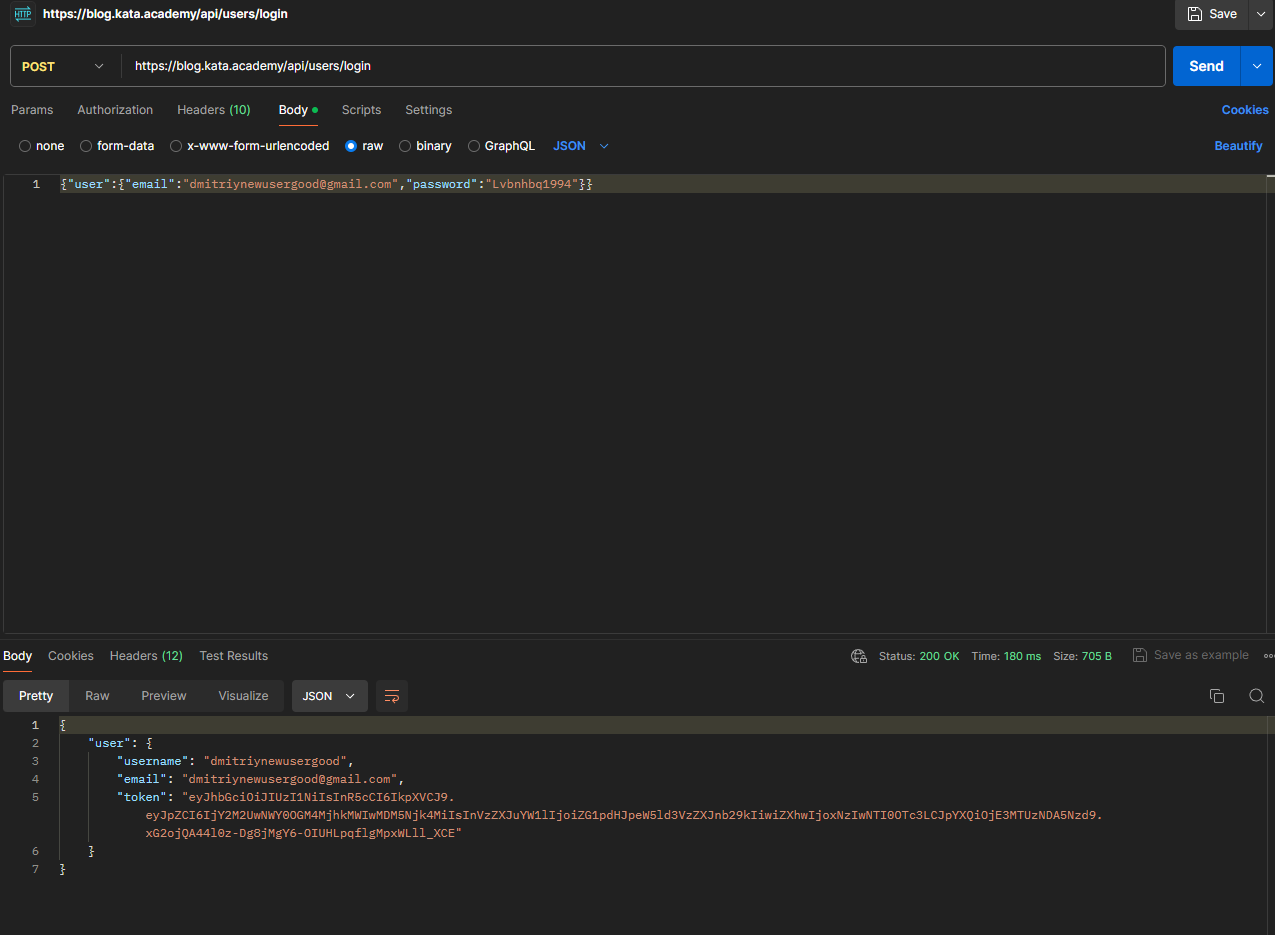 HTTP https://blog.kata.academy/api/users/login Save
POST https://blog.kata.academy/api/users/login Send
Params Authorization Headers (10) Body Scripts Settings Cookies
none form-data x-www-form-urlencoded raw binary GraphQL JSON Beautify
1 {"user":{"email":"dmitriynewusergood@gmail.com","password":"Lvbnhbq1994"}}
Body Cookies Headers (12) Test Results Status: 200 OK Time: 180 ms Size: 705 B Save as example
Pretty Raw Preview Visualize JSON
1 {
2 "user": {
3 "username": "dmitriynewusergood",
4 "email": "dmitriynewusergood@gmail.com",
5 "token": "eyJhbGciOiJIUzI1NiIsInR5cCI6IkpXVCJ9.
eyJpZCI6IjY2M2UwNWY0OGM4MjhkMWIwMDM5Njk4MiIsInVzZXJuYW1lIjoiZG1pdHJpeW5ld3VzZXJnb29kIiwiZXhwIjoxNzIwNTI0OTc3LCJpYXQiOjE3MTUzNDA5Nzd9.
xG2ojQA44l0z-Dg8jMgY6-OIUHLpqflgMpxWLll_XCE"
6 }
7 }